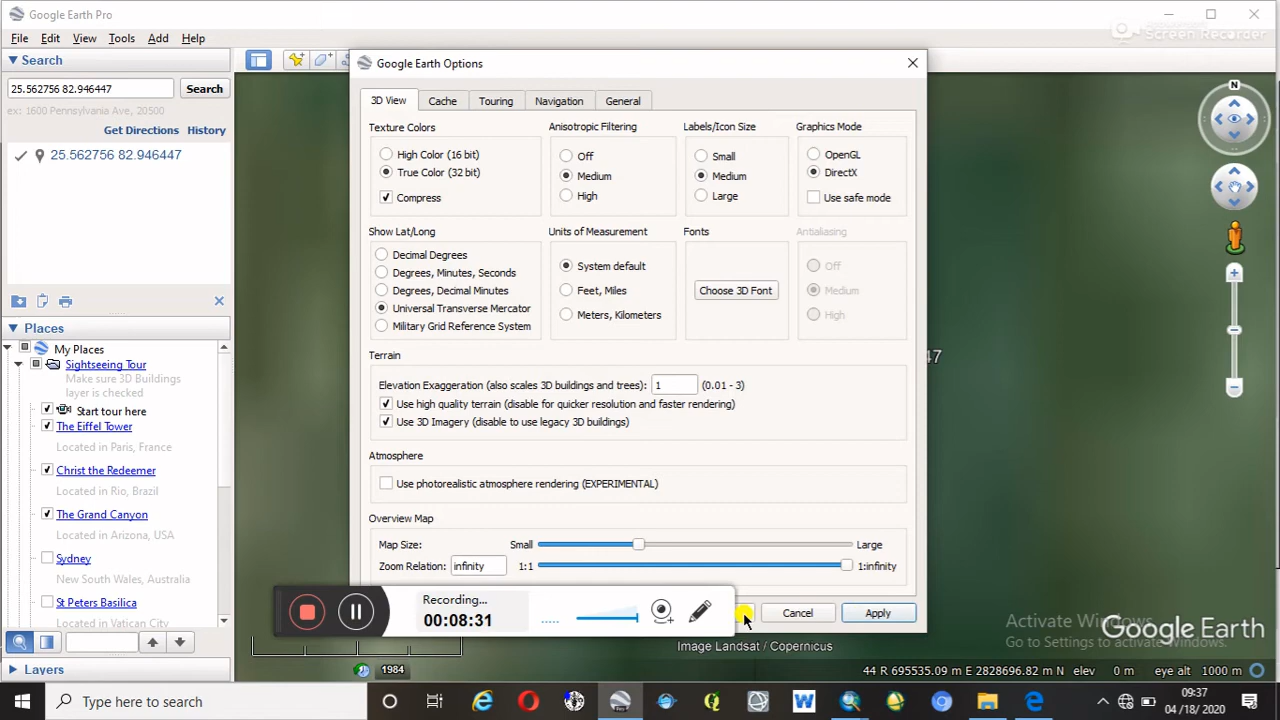 Google Earth Pro
File Edit View Tools Add Help
Screen Recorder
Search
25.562756 82.946447
Search
ex: 1600 Pennsylvania Ave, 20500
Get Directions History
25.562756 82.946447
Places
My Places
Sightseeing Tour
Make sure 3D Buildings
layer is checked
Start tour here
The Eiffel Tower
Located in Paris, France
Christ the Redeemer
Located in Rio, Brazil
The Grand Canyon
Located in Arizona, USA
Sydney
New South Wales, Australia
St Peters Basilica
Located in Vatican City
Layers
Google Earth Options
3D View Cache Touring Navigation General
Texture Colors
High Color (16 bit)
True Color (32 bit)
Compress
Anisotropic Filtering
Off
Medium
High
Labels/Icon Size
Small
Medium
Large
Graphics Mode
OpenGL
DirectX
Use safe mode
Show Lat/Long
Decimal Degrees
Degrees, Minutes, Seconds
Degrees, Decimal Minutes
Universal Transverse Mercator
Military Grid Reference System
Units of Measurement
System default
Feet, Miles
Meters, Kilometers
Fonts
Choose 3D Font
Antialiasing
Off
Medium
High
Terrain
Elevation Exaggeration (also scales 3D buildings and trees): 1 (0.01 - 3)
Use high quality terrain (disable for quicker resolution and faster rendering)
Use 3D Imagery (disable to use legacy 3D buildings)
Atmosphere
Use photorealistic atmosphere rendering (EXPERIMENTAL)
Overview Map
Map Size: Small Large
Zoom Relation: infinity 1:1 1:infinity
Cancel Apply
Recording...
00:08:31
N
47
Activate Windows
Go to Settings to activate Windows.
Google Earth
Image Landsat / Copernicus
1984
44 R 695535.09 m E 2828696.82 m N elev 0 m eye alt 1000 m
Type here to search
09:37
04/18/2020